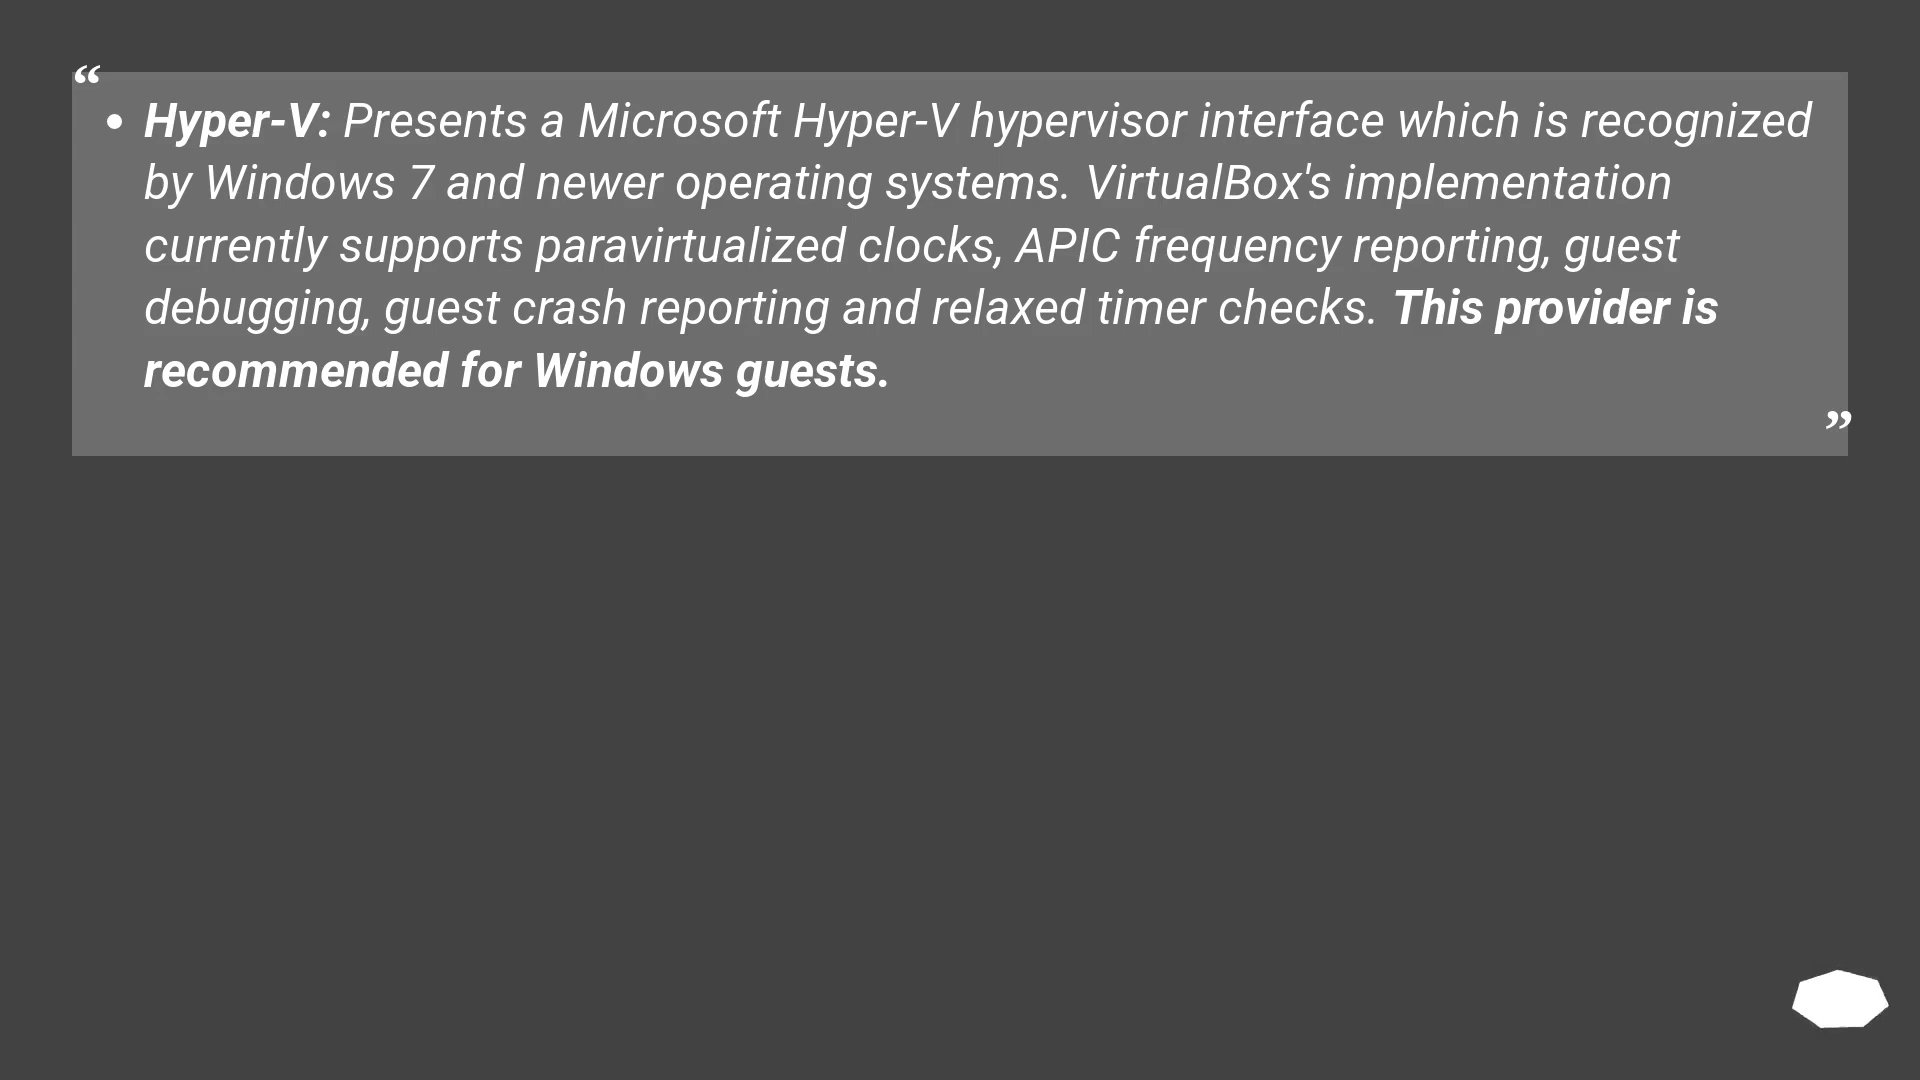 “
• Hyper-V: Presents a Microsoft Hyper-V hypervisor interface which is recognized
by Windows 7 and newer operating systems. VirtualBox's implementation
currently supports paravirtualized clocks, APIC frequency reporting, guest
debugging, guest crash reporting and relaxed timer checks. This provider is
recommended for Windows guests.
”